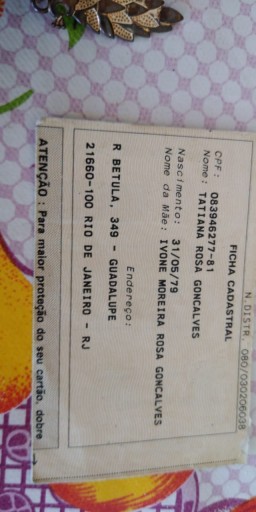 N.DISTR. 080/030206038
FICHA CADASTRAL
CPF: 083946277-81
Nome: TATIANA ROSA GONCALVES
Nascimento: 31/05/79
Nome da Mãe: IVONE MOREIRA ROSA GONCALVES
Endereço:
R BETULA, 349 - GUADALUPE
21660-100 RIO DE JANEIRO - RJ
ATENÇÃO : Para maior proteção do seu cartão, dobre